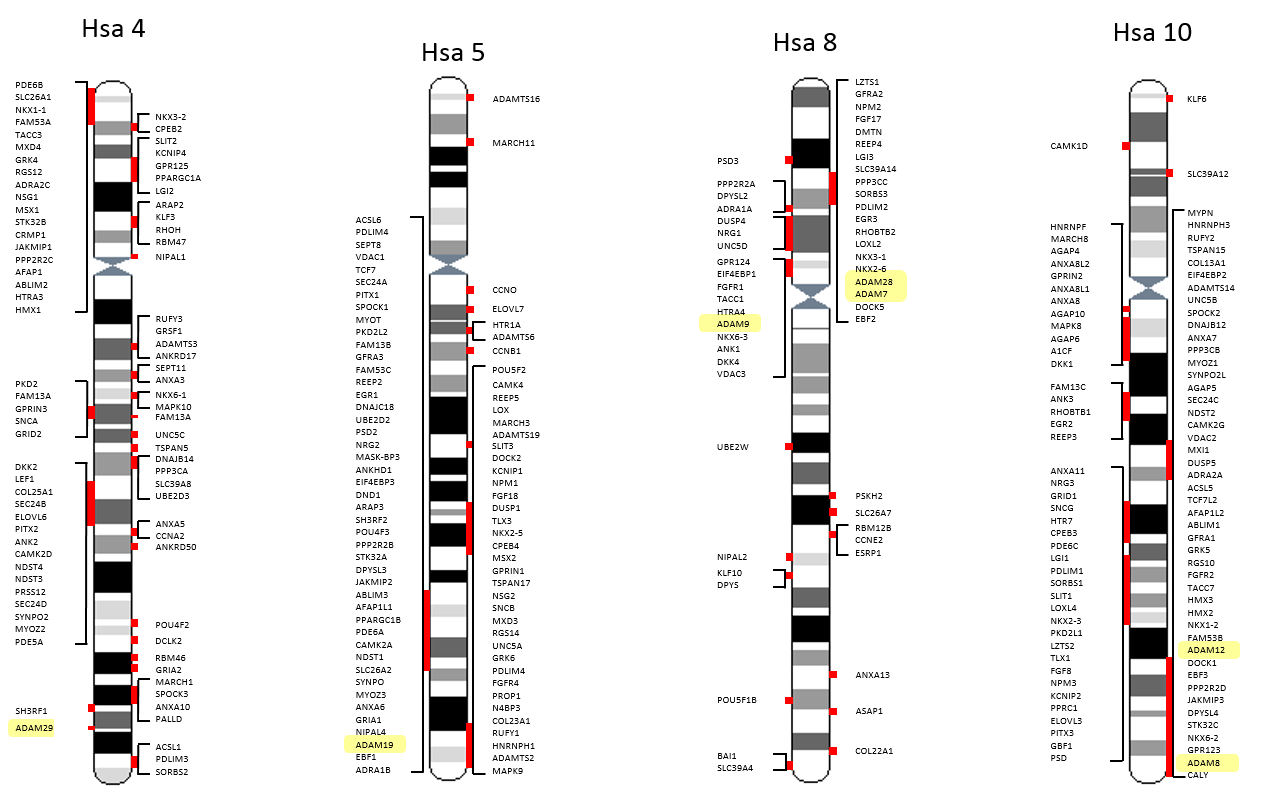 Hsa 4
PDE6B
SLC26A1
NKX1-1
FAM53A
TACC3
MXD4
GRK4
RGS12
ADRA2C
NSG1
MSX1
STK32B
CRMP1
JAKMIP1
PPP2R2C
AFAP1
ABLIM2
HTRA3
HMX1
PKD2
FAM13A
GPRIN3
SNCA
GRID2
DKK2
LEF1
COL25A1
SEC24B
ELOVL6
PITX2
ANK2
CAMK2D
NDST4
NDST3
PRSS12
SEC24D
SYNPO2
MYOZ2
PDE5A
SH3RF1
ADAM29
NKX3-2
CPEB2
SLIT2
KCNIP4
GPR125
PPARGC1A
LGI2
ARAP2
KLF3
RHOH
RBM47
NIPAL1
RUFY3
GRSF1
ADAMTS3
ANKRD17
SEPT11
ANXA3
NKX6-1
MAPK10
FAM13A
UNC5C
TSPAN5
DNAJB14
PPP3CA
SLC39A8
UBE2D3
ANXA5
CCNA2
ANKRD50
POU4F2
DCLK2
RBM46
GRIA2
MARCH1
SPOCK3
ANXA10
PALLD
ACSL1
PDLIM3
SORBS2
Hsa 5
ACSL6
PDLIM4
SEPT8
VDAC1
TCF7
SEC24A
PITX1
SPOCK1
MYOT
PKD2L2
FAM13B
GFRA3
FAM53C
REEP2
EGR1
DNAJC18
UBE2D2
PSD2
NRG2
MASK-BP3
ANKHD1
EIF4EBP3
DND1
ARAP3
SH3RF2
POU4F3
PPP2R2B
STK32A
DPYSL3
JAKMIP2
ABLIM3
AFAP1L1
PPARGC1B
PDE6A
CAMK2A
NDST1
SLC26A2
SYNPO
MYOZ3
ANXA6
GRIA1
NIPAL4
ADAM19
EBF1
ADRA1B
ADAMTS16
MARCH11
CCNO
ELOVL7
HTR1A
ADAMTS6
CCNB1
POU5F2
CAMK4
REEP5
LOX
MARCH3
ADAMTS19
SLIT3
DOCK2
KCNIP1
NPM1
FGF18
DUSP1
TLX3
NKX2-5
CPEB4
MSX2
GPRIN1
TSPAN17
NSG2
SNCB
MXD3
RGS14
UNC5A
GRK6
PDLIM4
FGFR4
PROP1
N4BP3
COL23A1
RUFY1
HNRNPH1
ADAMTS2
MAPK9
Hsa 8
PSD3
PPP2R2A
DPYSL2
ADRA1A
DUSP4
NRG1
UNC5D
GPR124
EIF4EBP1
FGFR1
TACC1
HTRA4
ADAM9
NKX6-3
ANK1
DKK4
VDAC3
UBE2W
NIPAL2
KLF10
DPYS
POU5F1B
BAI1
SLC39A4
LZTS1
GFRA2
NPM2
FGF17
DMTN
REEP4
LGI3
SLC39A14
PPP3CC
SORBS3
PDLIM2
EGR3
RHOBTB2
LOXL2
NKX3-1
NKX2-6
ADAM28
ADAM7
DOCK5
EBF2
PSKH2
SLC26A7
RBM12B
CCNE2
ESRP1
ANXA13
ASAP1
COL22A1
Hsa 10
CAMK1D
HNRNPF
MARCH8
AGAP4
ANXA8L2
GPRIN2
ANXA8L1
ANXA8
AGAP10
MAPK8
AGAP6
A1CF
DKK1
FAM13C
ANK3
RHOBTB1
EGR2
REEP3
ANXA11
NRG3
GRID1
SNCG
HTR7
CPEB3
PDE6C
LGI1
PDLIM1
SORBS1
SLIT1
LOXL4
NKX2-3
PKD2L1
LZTS2
TLX1
FGF8
NPM3
KCNIP2
PPRC1
ELOVL3
PITX3
GBF1
PSD
KLF6
SLC39A12
MYPN
HNRNPH3
RUFY2
TSPAN15
COL13A1
EIF4EBP2
ADAMTS14
UNC5B
SPOCK2
DNAJB12
ANXA7
PPP3CB
MYOZ1
SYNPO2L
AGAP5
SEC24C
NDST2
CAMK2G
VDAC2
MXI1
DUSP5
ADRA2A
ACSL5
TCF7L2
AFAP1L2
ABLIM1
GFRA1
GRK5
RGS10
FGFR2
TACC7
HMX3
HMX2
NKX1-2
FAM53B
ADAM12
DOCK1
EBF3
PPP2R2D
JAKMIP3
DPYSL4
STK32C
NKX6-2
GPR123
ADAM8
CALY